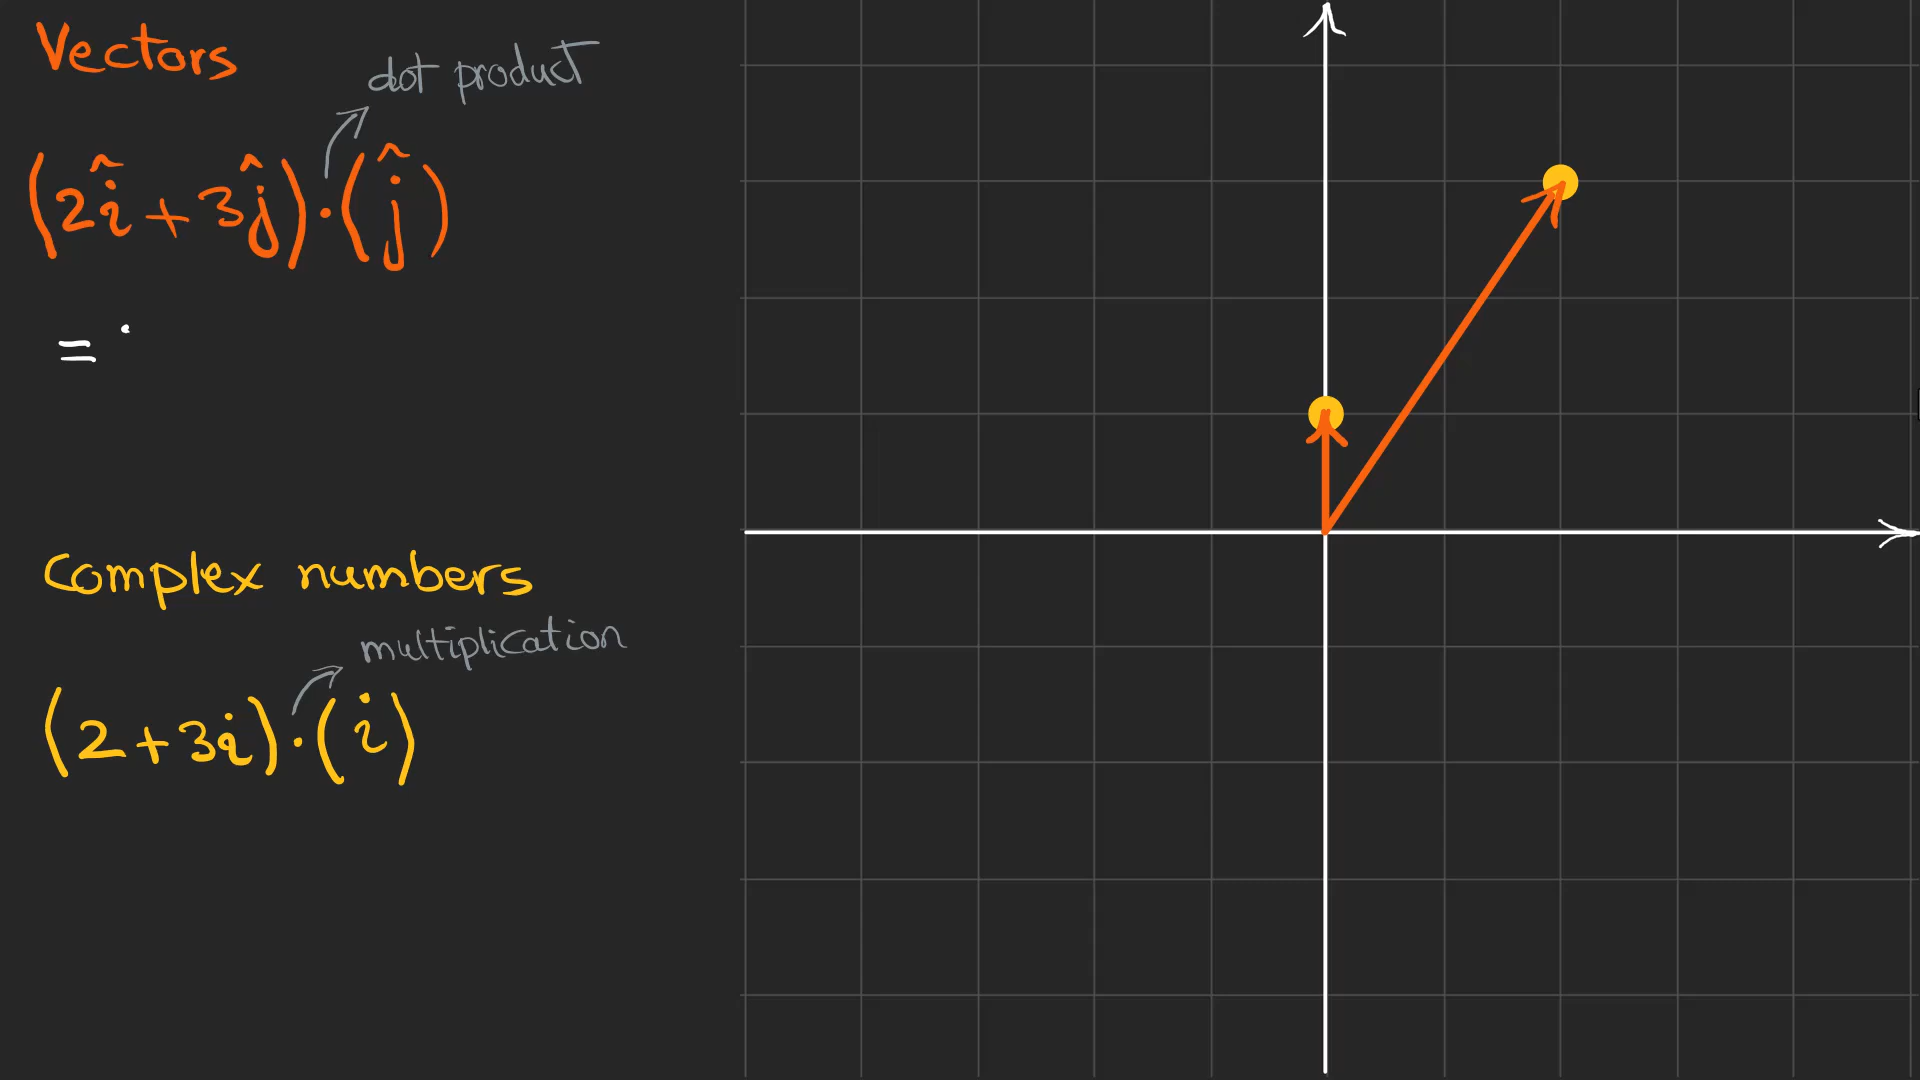 Vectors
dot product
(2î + 3ĵ) · (ĵ)
=
Complex numbers
multiplication
(2 + 3i) · (i)